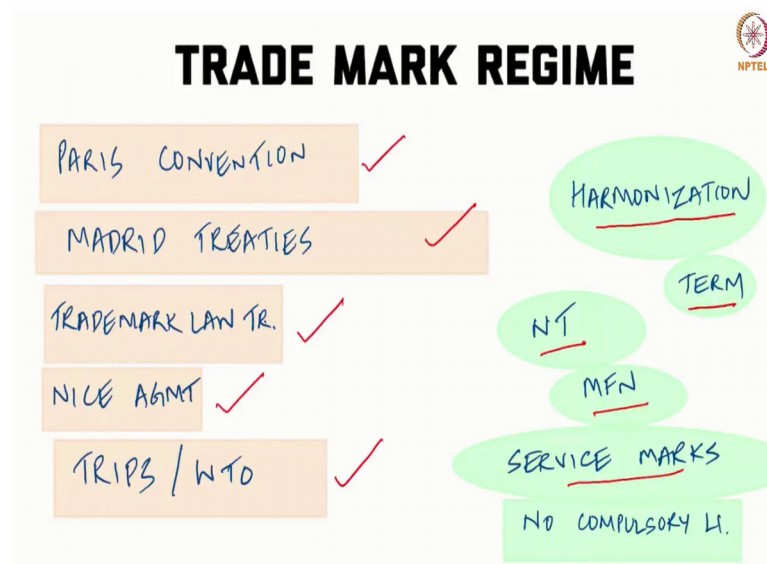 NPTEL
TRADE MARK REGIME
PARIS CONVENTION
MADRID TREATIES
TRADEMARK LAW TR.
NICE AGMT
TRIPS / WTO
HARMONIZATION
TERM
NT
MFN
SERVICE MARKS
NO COMPULSORY LI.